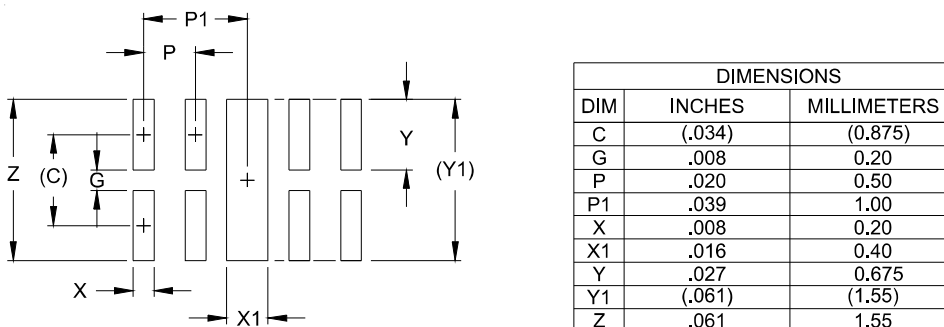 P1
P
Z
(C)
G
Y
(Y1)
X
X1
DIMENSIONS
DIM INCHES MILLIMETERS
C (.034) (0.875)
G .008 0.20
P .020 0.50
P1 .039 1.00
X .008 0.20
X1 .016 0.40
Y .027 0.675
Y1 (.061) (1.55)
Z .061 1.55